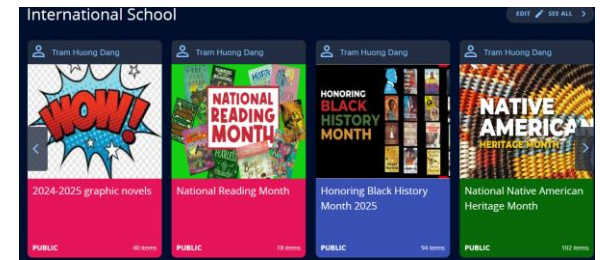 International School
EDIT SEE ALL >
Tram Huong Dang
WOW!
2024-2025 graphic novels
PUBLIC 40 items
Tram Huong Dang
NATIONAL
READING
MONTH
National Reading Month
PUBLIC 18 items
Tram Huong Dang
HONORING
BLACK
HISTORY
MONTH
Honoring Black History
Month 2025
PUBLIC 94 items
Tram Huong Dang
NATIVE
AMERICAN
HERITAGE MONTH
National Native American
Heritage Month
PUBLIC 102 items